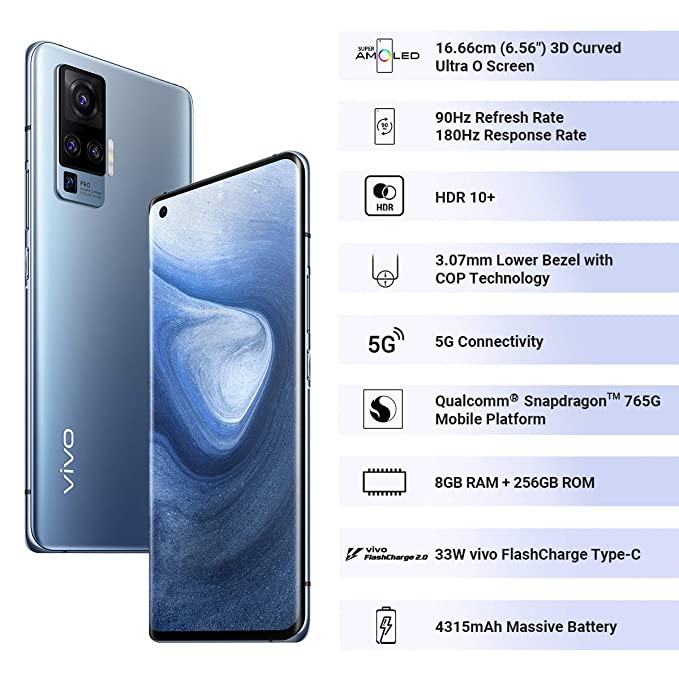 vivo
PRO
SUPER
AMOLED
16.66cm (6.56") 3D Curved
Ultra O Screen
90
90Hz Refresh Rate
180Hz Response Rate
HDR
HDR 10+
3.07mm Lower Bezel with
COP Technology
5G
5G Connectivity
Qualcomm® Snapdragon™ 765G
Mobile Platform
8GB RAM + 256GB ROM
vivo
FlashCharge 2.0
33W vivo FlashCharge Type-C
4315mAh Massive Battery